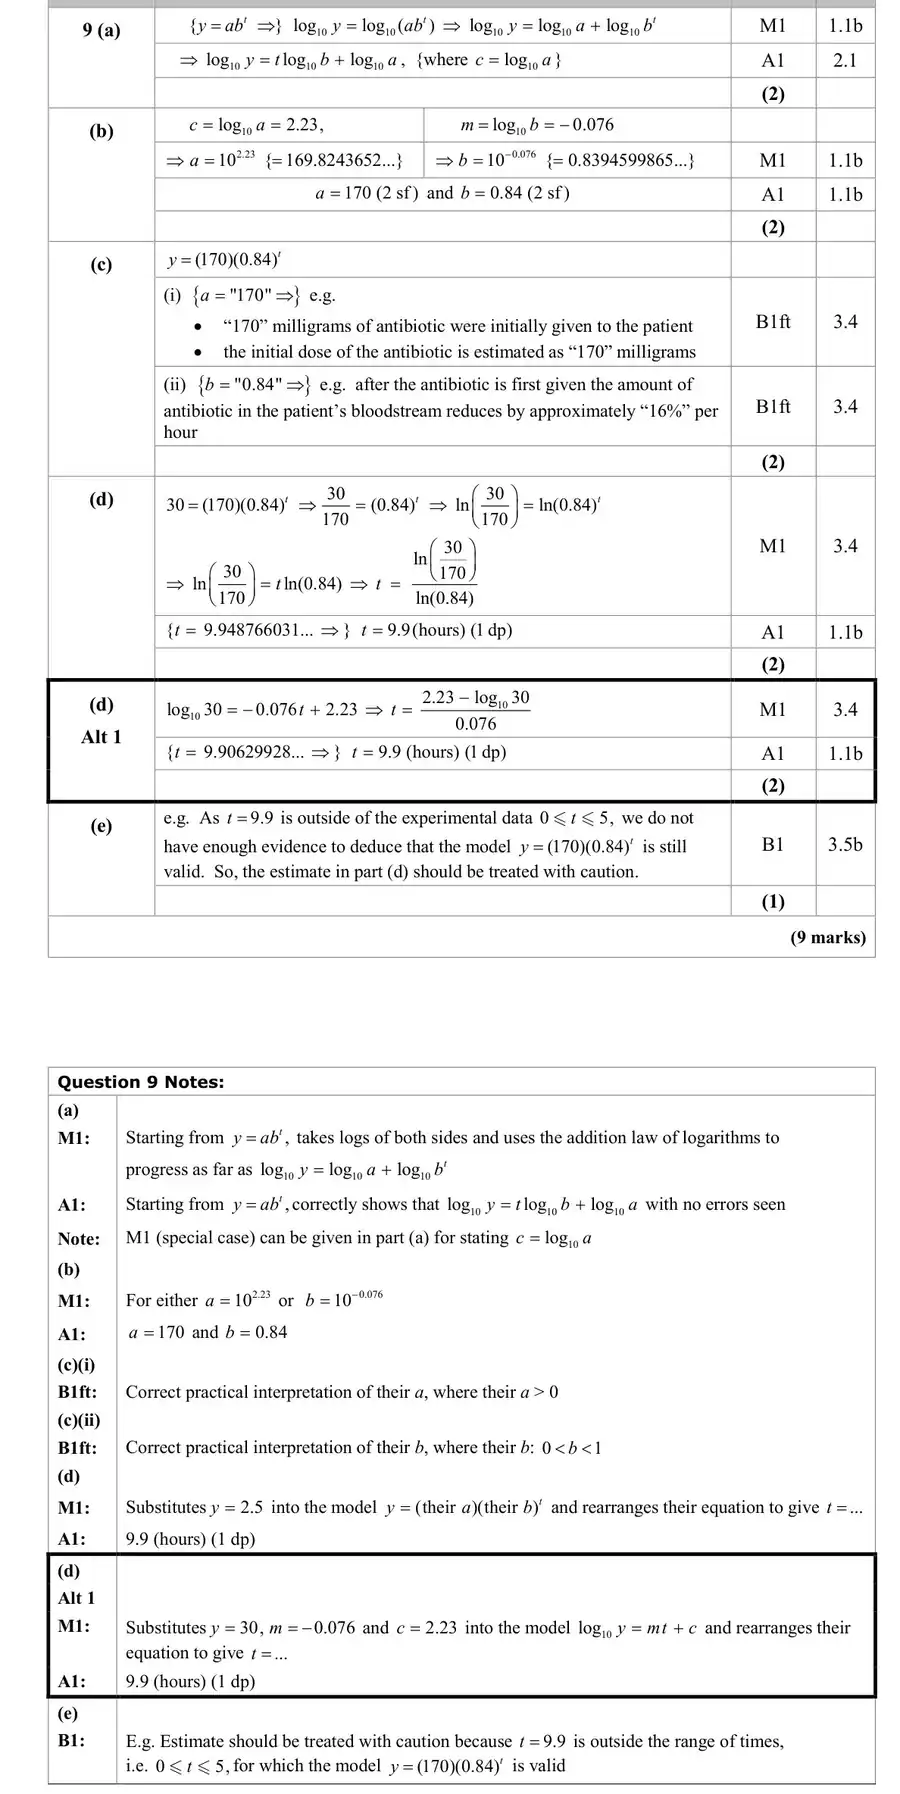 9 (a)
{y = abᵗ ⇒} log₁₀ y = log₁₀(abᵗ) ⇒ log₁₀ y = log₁₀ a + log₁₀ bᵗ
M1
1.1b
⇒ log₁₀ y = t log₁₀ b + log₁₀ a , {where c = log₁₀ a}
A1
2.1
(2)
(b)
c = log₁₀ a = 2.23,
m = log₁₀ b = − 0.076
⇒ a = 10^2.23 {= 169.8243652...}
⇒ b = 10^−0.076 {= 0.8394599865...}
M1
1.1b
a = 170 (2 sf) and b = 0.84 (2 sf)
A1
1.1b
(2)
(c)
y = (170)(0.84)ᵗ
(i) {a = "170" ⇒} e.g.
• “170” milligrams of antibiotic were initially given to the patient
• the initial dose of the antibiotic is estimated as “170” milligrams
B1ft
3.4
(ii) {b = "0.84" ⇒} e.g. after the antibiotic is first given the amount of
antibiotic in the patient’s bloodstream reduces by approximately “16%” per
hour
B1ft
3.4
(2)
(d)
30 = (170)(0.84)ᵗ ⇒ 30/170 = (0.84)ᵗ ⇒ ln(30/170) = ln(0.84)ᵗ
⇒ ln(30/170) = t ln(0.84) ⇒ t = ln(30/170)/ln(0.84)
M1
3.4
{t = 9.948766031... ⇒ } t = 9.9 (hours) (1 dp)
A1
1.1b
(2)
(d)
Alt 1
log₁₀ 30 = − 0.076t + 2.23 ⇒ t = (2.23 − log₁₀ 30)/0.076
M1
3.4
{t = 9.90629928... ⇒ } t = 9.9 (hours) (1 dp)
A1
1.1b
(2)
(e)
e.g. As t = 9.9 is outside of the experimental data 0 ⩽ t ⩽ 5, we do not
have enough evidence to deduce that the model y = (170)(0.84)ᵗ is still
valid. So, the estimate in part (d) should be treated with caution.
B1
3.5b
(1)
(9 marks)
Question 9 Notes:
(a)
M1: Starting from y = abᵗ, takes logs of both sides and uses the addition law of logarithms to
progress as far as log₁₀ y = log₁₀ a + log₁₀ bᵗ
A1: Starting from y = abᵗ, correctly shows that log₁₀ y = t log₁₀ b + log₁₀ a with no errors seen
Note: M1 (special case) can be given in part (a) for stating c = log₁₀ a
(b)
M1: For either a = 10^2.23 or b = 10^−0.076
A1: a = 170 and b = 0.84
(c)(i)
B1ft: Correct practical interpretation of their a, where their a > 0
(c)(ii)
B1ft: Correct practical interpretation of their b, where their b: 0 < b < 1
(d)
M1: Substitutes y = 2.5 into the model y = (their a)(their b)ᵗ and rearranges their equation to give t = ...
A1: 9.9 (hours) (1 dp)
(d)
Alt 1
M1: Substitutes y = 30, m = − 0.076 and c = 2.23 into the model log₁₀ y = mt + c and rearranges their
equation to give t = ...
A1: 9.9 (hours) (1 dp)
(e)
B1: E.g. Estimate should be treated with caution because t = 9.9 is outside the range of times,
i.e. 0 ⩽ t ⩽ 5, for which the model y = (170)(0.84)ᵗ is valid